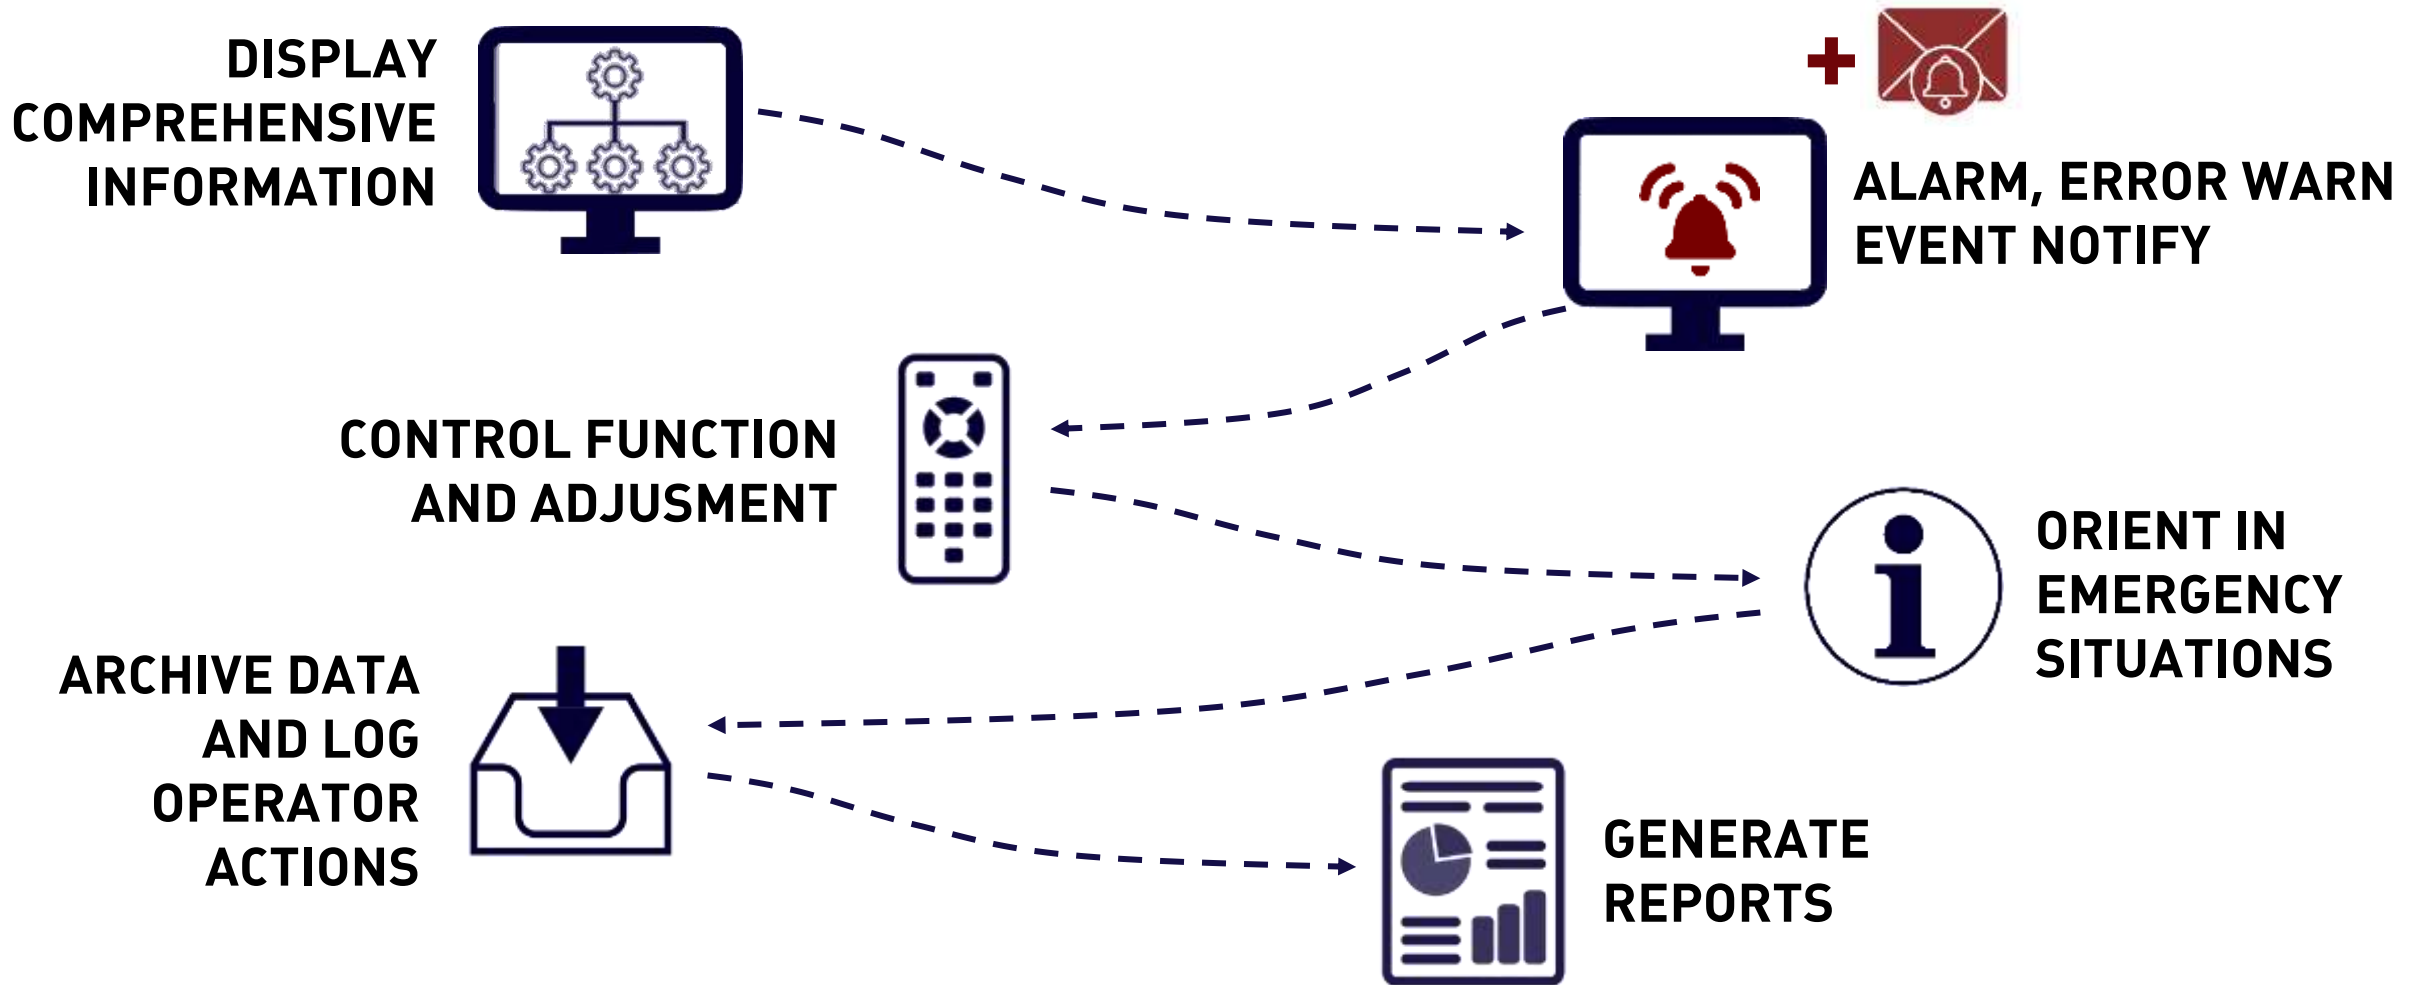 DISPLAY
COMPREHENSIVE
INFORMATION
ALARM, ERROR WARN
EVENT NOTIFY
CONTROL FUNCTION
AND ADJUSMENT
ORIENT IN
EMERGENCY
SITUATIONS
ARCHIVE DATA
AND LOG
OPERATOR
ACTIONS
GENERATE
REPORTS